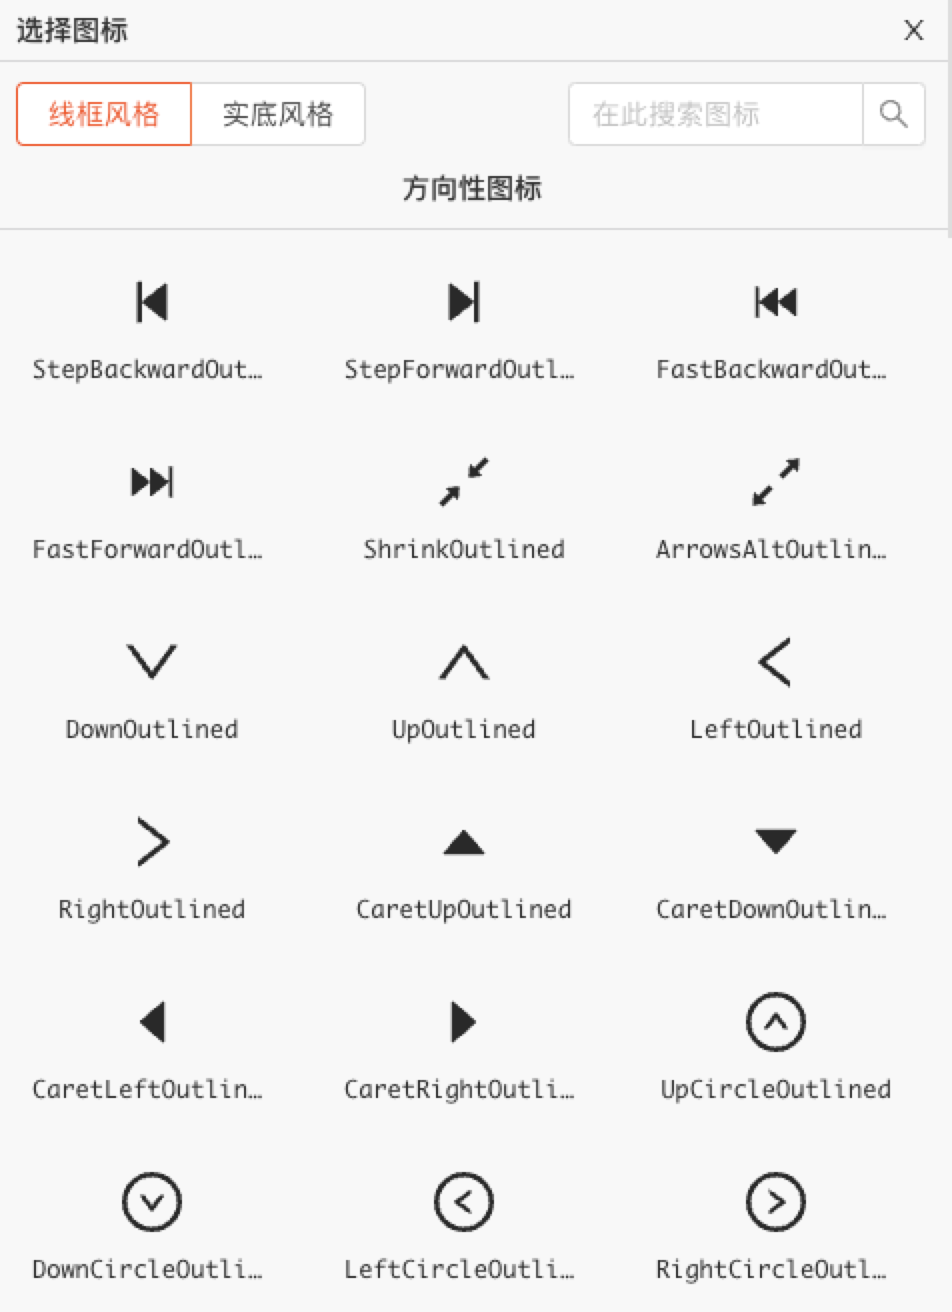 选择图标
线框风格 实底风格 在此搜索图标
方向性图标
StepBackwardOut… StepForwardOutl… FastBackwardOut…
FastForwardOutl… ShrinkOutlined ArrowsAltOutlin…
DownOutlined UpOutlined LeftOutlined
RightOutlined CaretUpOutlined CaretDownOutlin…
CaretLeftOutlin… CaretRightOutli… UpCircleOutlined
DownCircleOutli… LeftCircleOutli… RightCircleOutl…